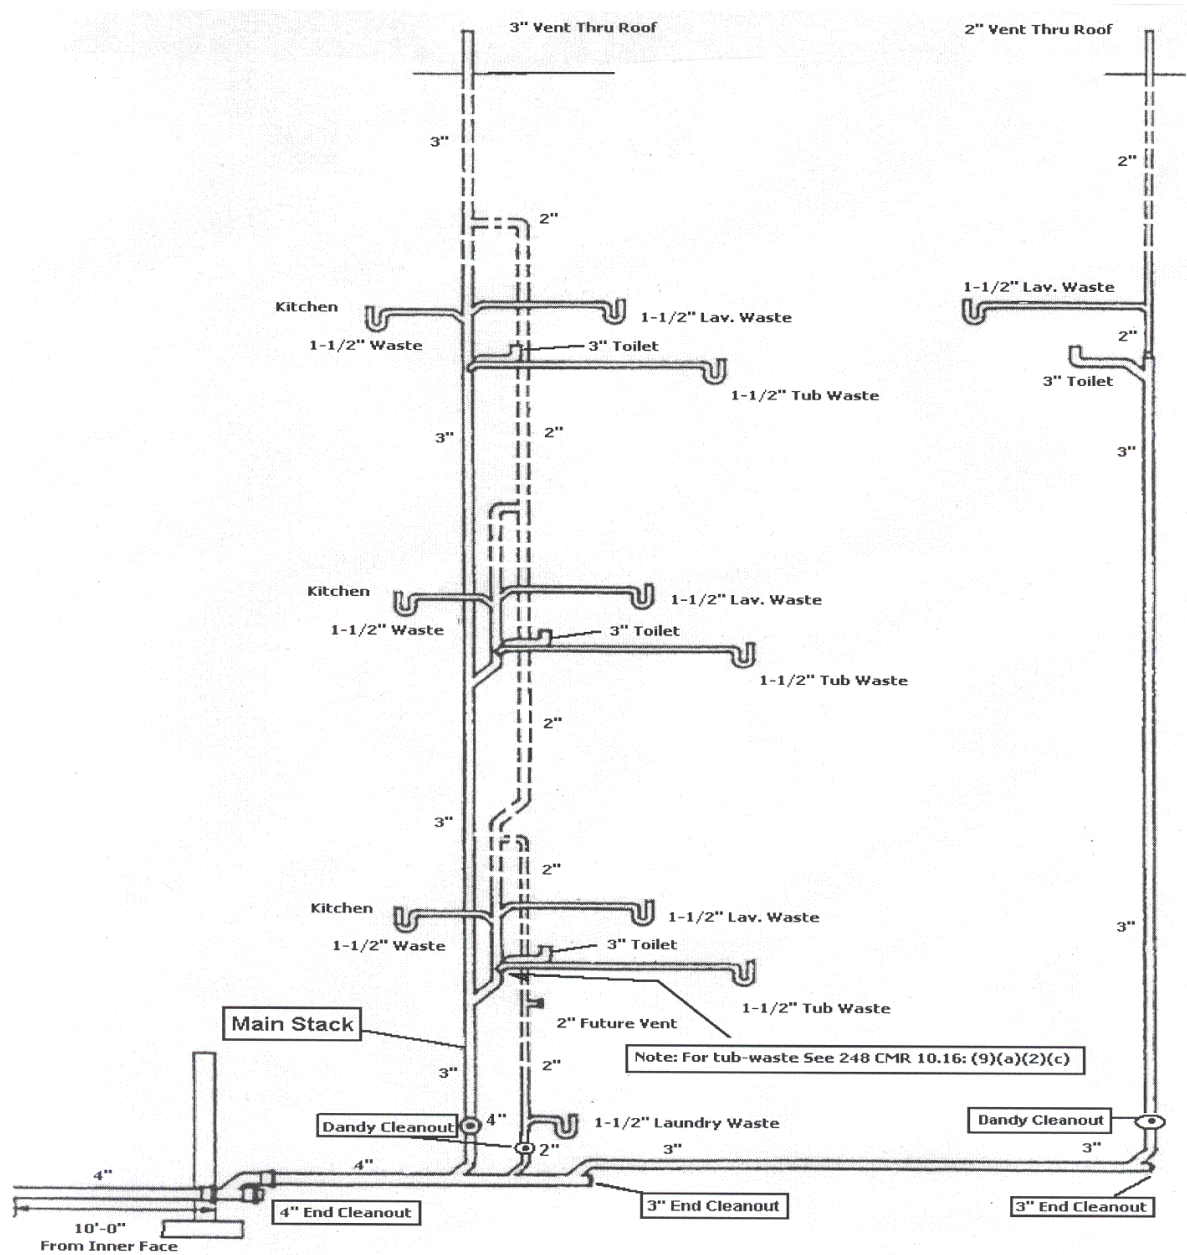 3" Vent Thru Roof
2" Vent Thru Roof
3"
2"
2"
1-1/2" Lav. Waste
Kitchen
1-1/2" Lav. Waste
1-1/2" Waste
3" Toilet
2"
3" Toilet
1-1/2" Tub Waste
3"
2"
3"
Kitchen
1-1/2" Lav. Waste
1-1/2" Waste
3" Toilet
1-1/2" Tub Waste
2"
3"
2"
Kitchen
1-1/2" Lav. Waste
1-1/2" Waste
3" Toilet
3"
1-1/2" Tub Waste
Main Stack
2" Future Vent
Note: For tub-waste See 248 CMR 10.16: (9)(a)(2)(c)
3"
2"
Dandy Cleanout
4"
1-1/2" Laundry Waste
Dandy Cleanout
2"
3"
3"
4"
4"
4" End Cleanout
3" End Cleanout
3" End Cleanout
10'-0"
From Inner Face